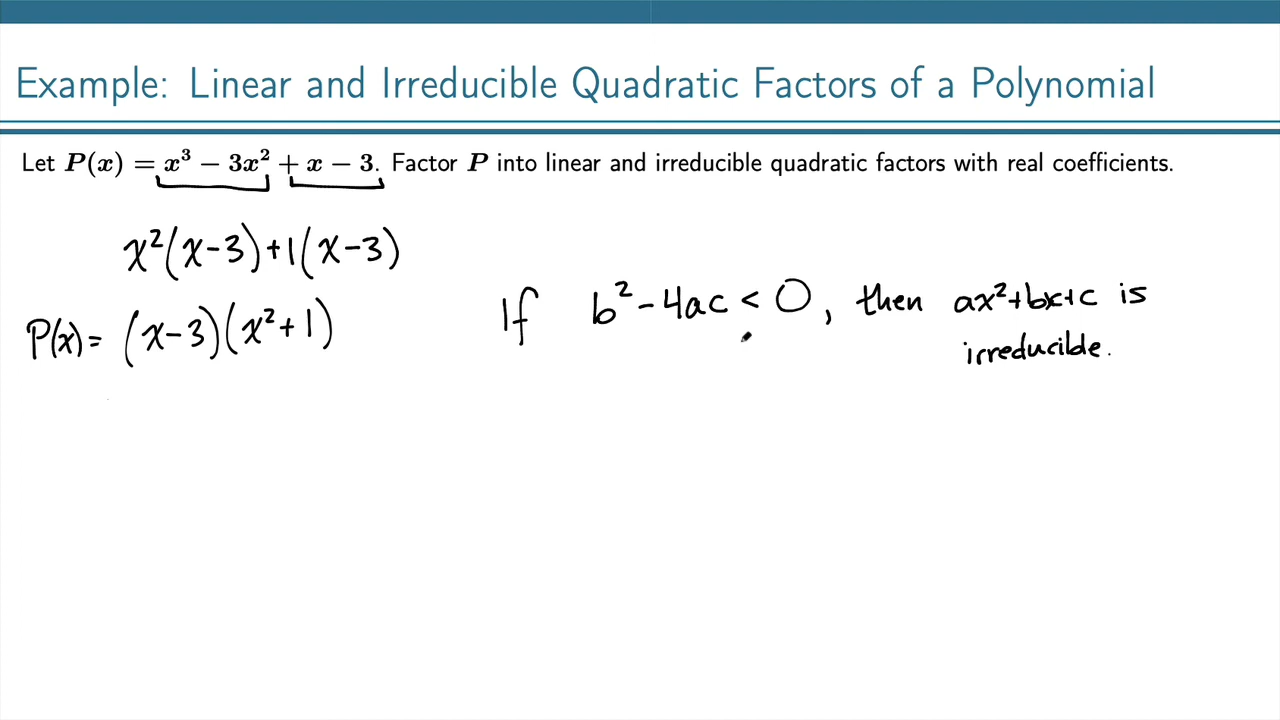 Example: Linear and Irreducible Quadratic Factors of a Polynomial
Let P(x) = x³ − 3x² + x − 3. Factor P into linear and irreducible quadratic factors with real coefficients.
x²(x-3)+1(x-3)
P(x)= (x-3)(x²+1)
If b²-4ac < 0, then ax²+bx+c is
irreducible.